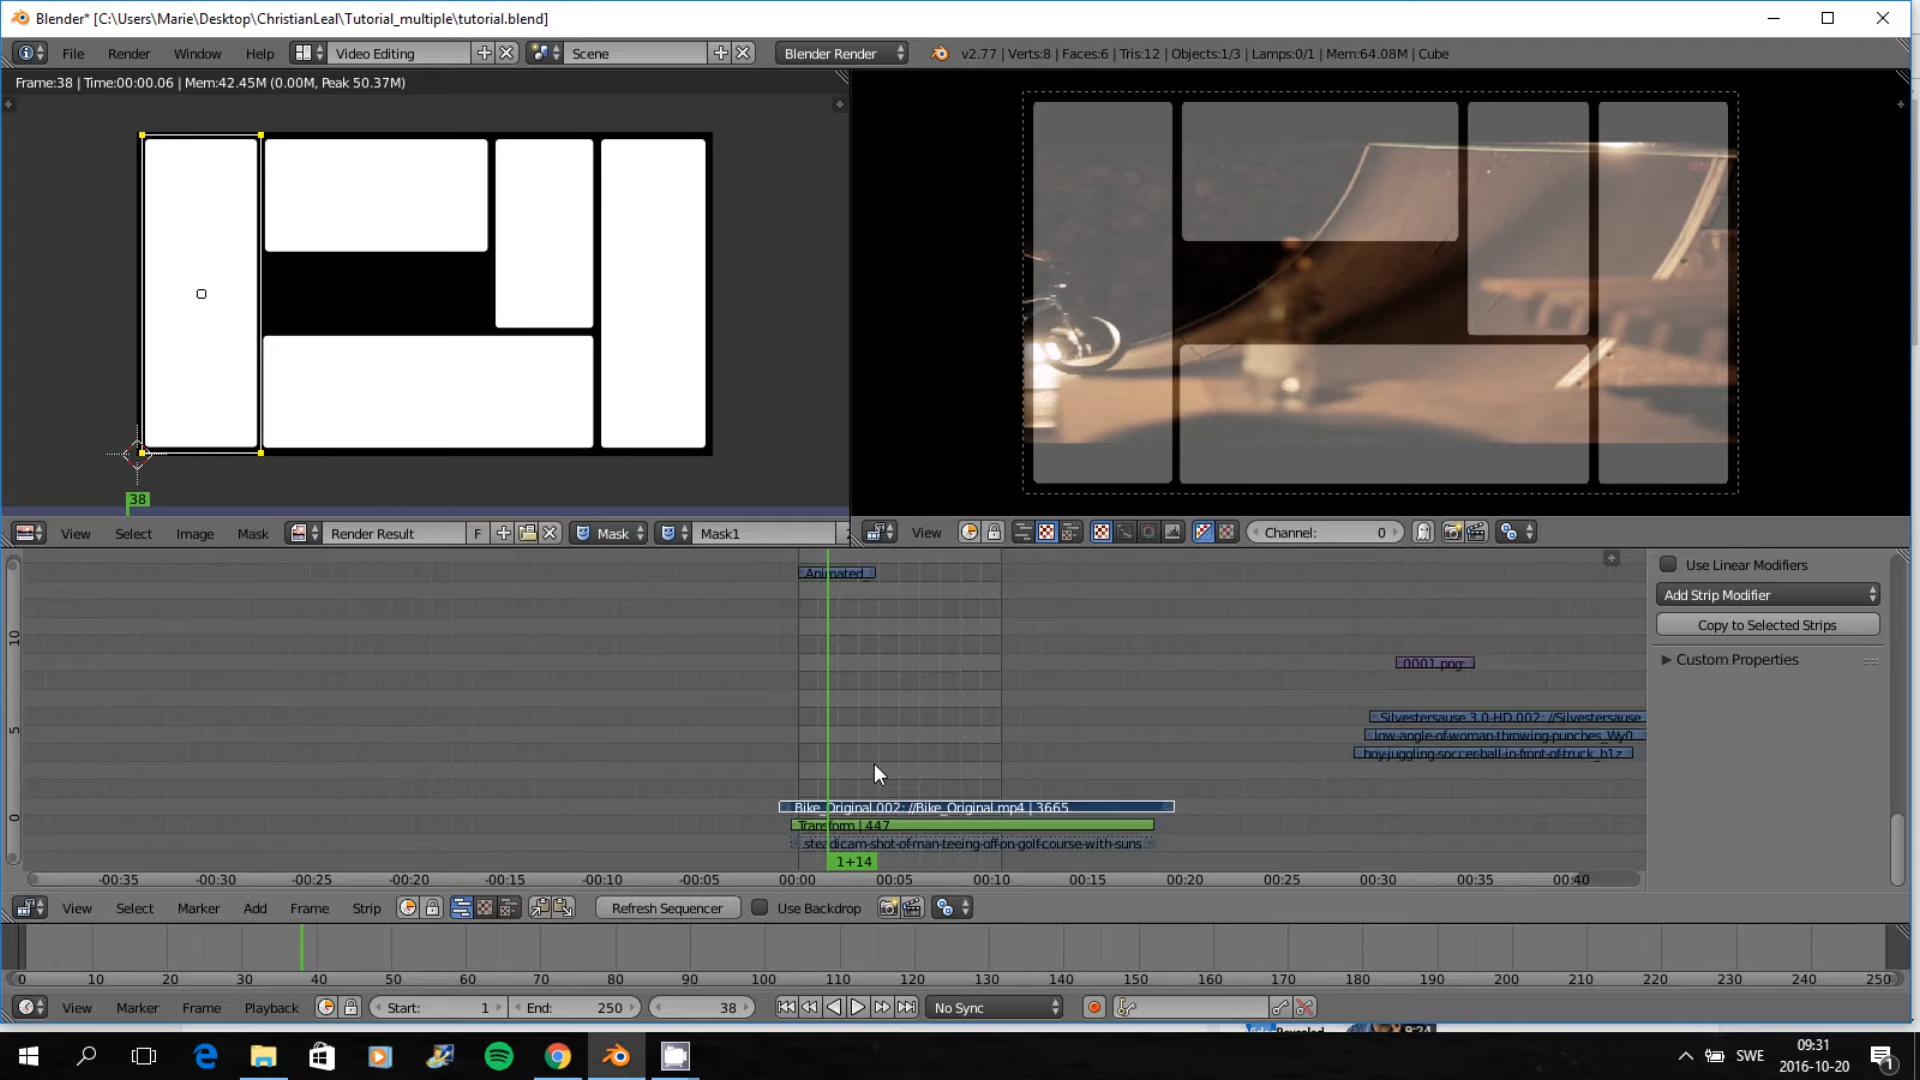 Blender* [C:\Users\Marie\Desktop\ChristianLeal\Tutorial_multiple\tutorial.blend]
File Render Window Help Video Editing Scene Blender Render v2.77 | Verts:8 | Faces:6 | Tris:12 | Objects:1/3 | Lamps:0/1 | Mem:64.08M | Cube
Frame:38 | Time:00:00.06 | Mem:42.45M (0.00M, Peak 50.37M)
38
View Select Image Mask Render Result F Mask Mask1 2
View Channel: 0
Animated
Use Linear Modifiers
Add Strip Modifier
Copy to Selected Strips
Custom Properties
10
5
0
0001.png:
Silvestersause 3.0-HD.002: //Silvestersause
low-angle-of-woman-throwing-punches_Wy0
boy-juggling-soccer-ball-in-front-of-truck_b1z
Bike_Original.002: //Bike_Original.mp4 | 3665
Transform | 447
steadicam-shot-of-man-teeing-off-on-golf-course-with-suns
1+14
-00:35 -00:30 -00:25 -00:20 -00:15 -00:10 -00:05 00:00 00:05 00:10 00:15 00:20 00:25 00:30 00:35 00:40
View Select Marker Add Frame Strip Refresh Sequencer Use Backdrop
0 10 20 30 40 50 60 70 80 90 100 110 120 130 140 150 160 170 180 190 200 210 220 230 240 250
View Marker Frame Playback Start: 1 End: 250 38 No Sync
9:24
SWE
09:31
2016-10-20
1